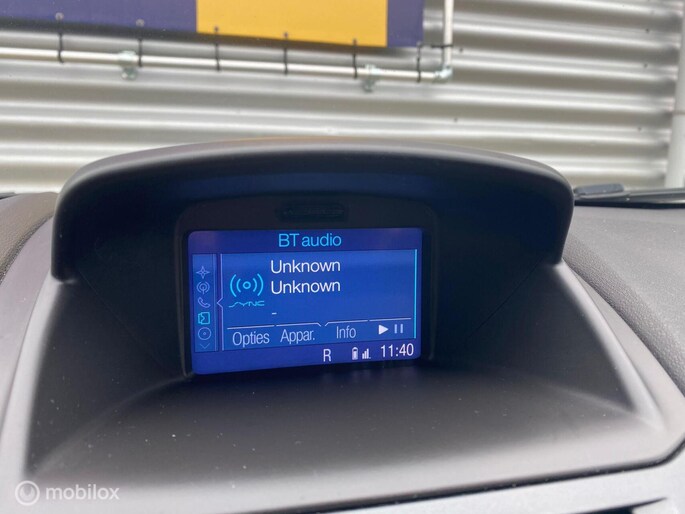 BT audio
Unknown
Unknown
SYNC
-
Opties Appar. Info
R 11:40
mobilox